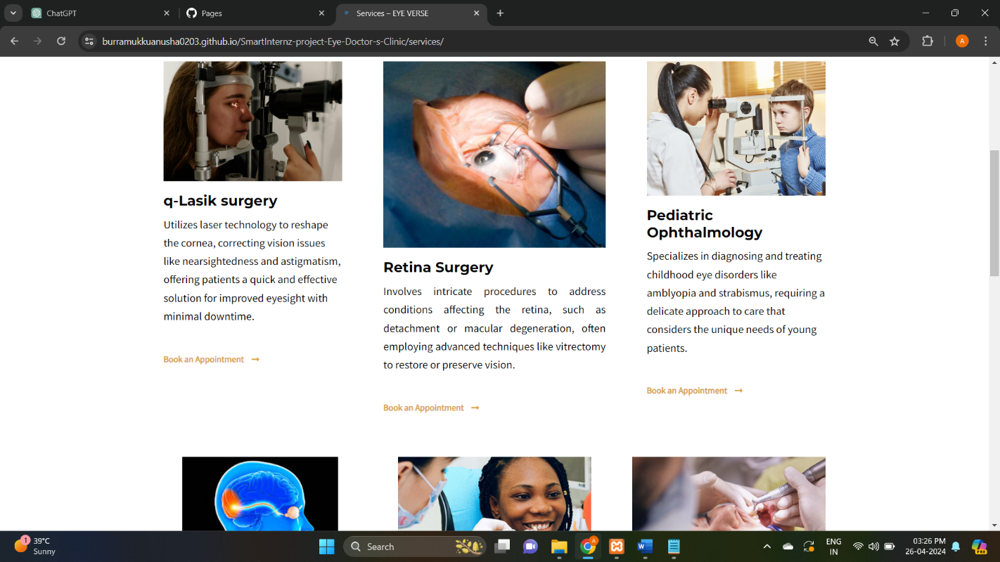 ChatGPT
Pages
Services – EYE VERSE
burramukkuanusha0203.github.io/SmartInternz-project-Eye-Doctor-s-Clinic/services/
A
q-Lasik surgery
Utilizes laser technology to reshape
the cornea, correcting vision issues
like nearsightedness and astigmatism,
offering patients a quick and effective
solution for improved eyesight with
minimal downtime.
Book an Appointment
Retina Surgery
Involves intricate procedures to address
conditions affecting the retina, such as
detachment or macular degeneration, often
employing advanced techniques like vitrectomy
to restore or preserve vision.
Book an Appointment
Pediatric
Ophthalmology
Specializes in diagnosing and treating
childhood eye disorders like
amblyopia and strabismus, requiring a
delicate approach to care that
considers the unique needs of young
patients.
Book an Appointment
1
39°C
Sunny
Search
A
W
ENG
IN
03:26 PM
26-04-2024
PRE